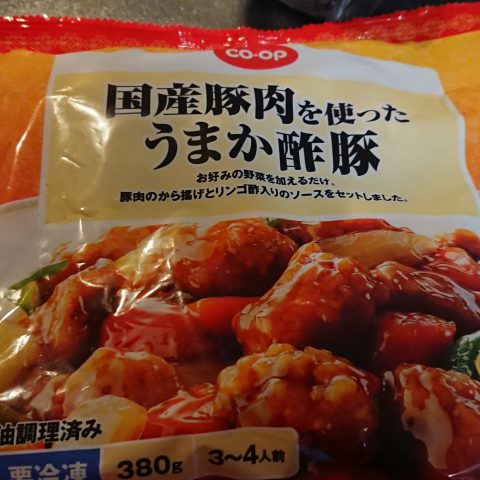 CO·OP
国産豚肉を使った
うまか酢豚
お好みの野菜を加えるだけ。
豚肉のから揚げとリンゴ酢入りのソースをセットしました。
油調理済み
要冷凍
380g
3〜4人前